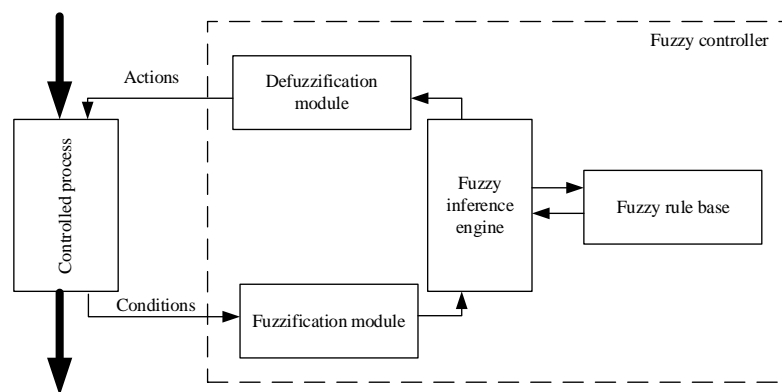 Fuzzy controller
Actions
Defuzzification
module
Controlled process
Fuzzy
inference
engine
Fuzzy rule base
Conditions
Fuzzification module